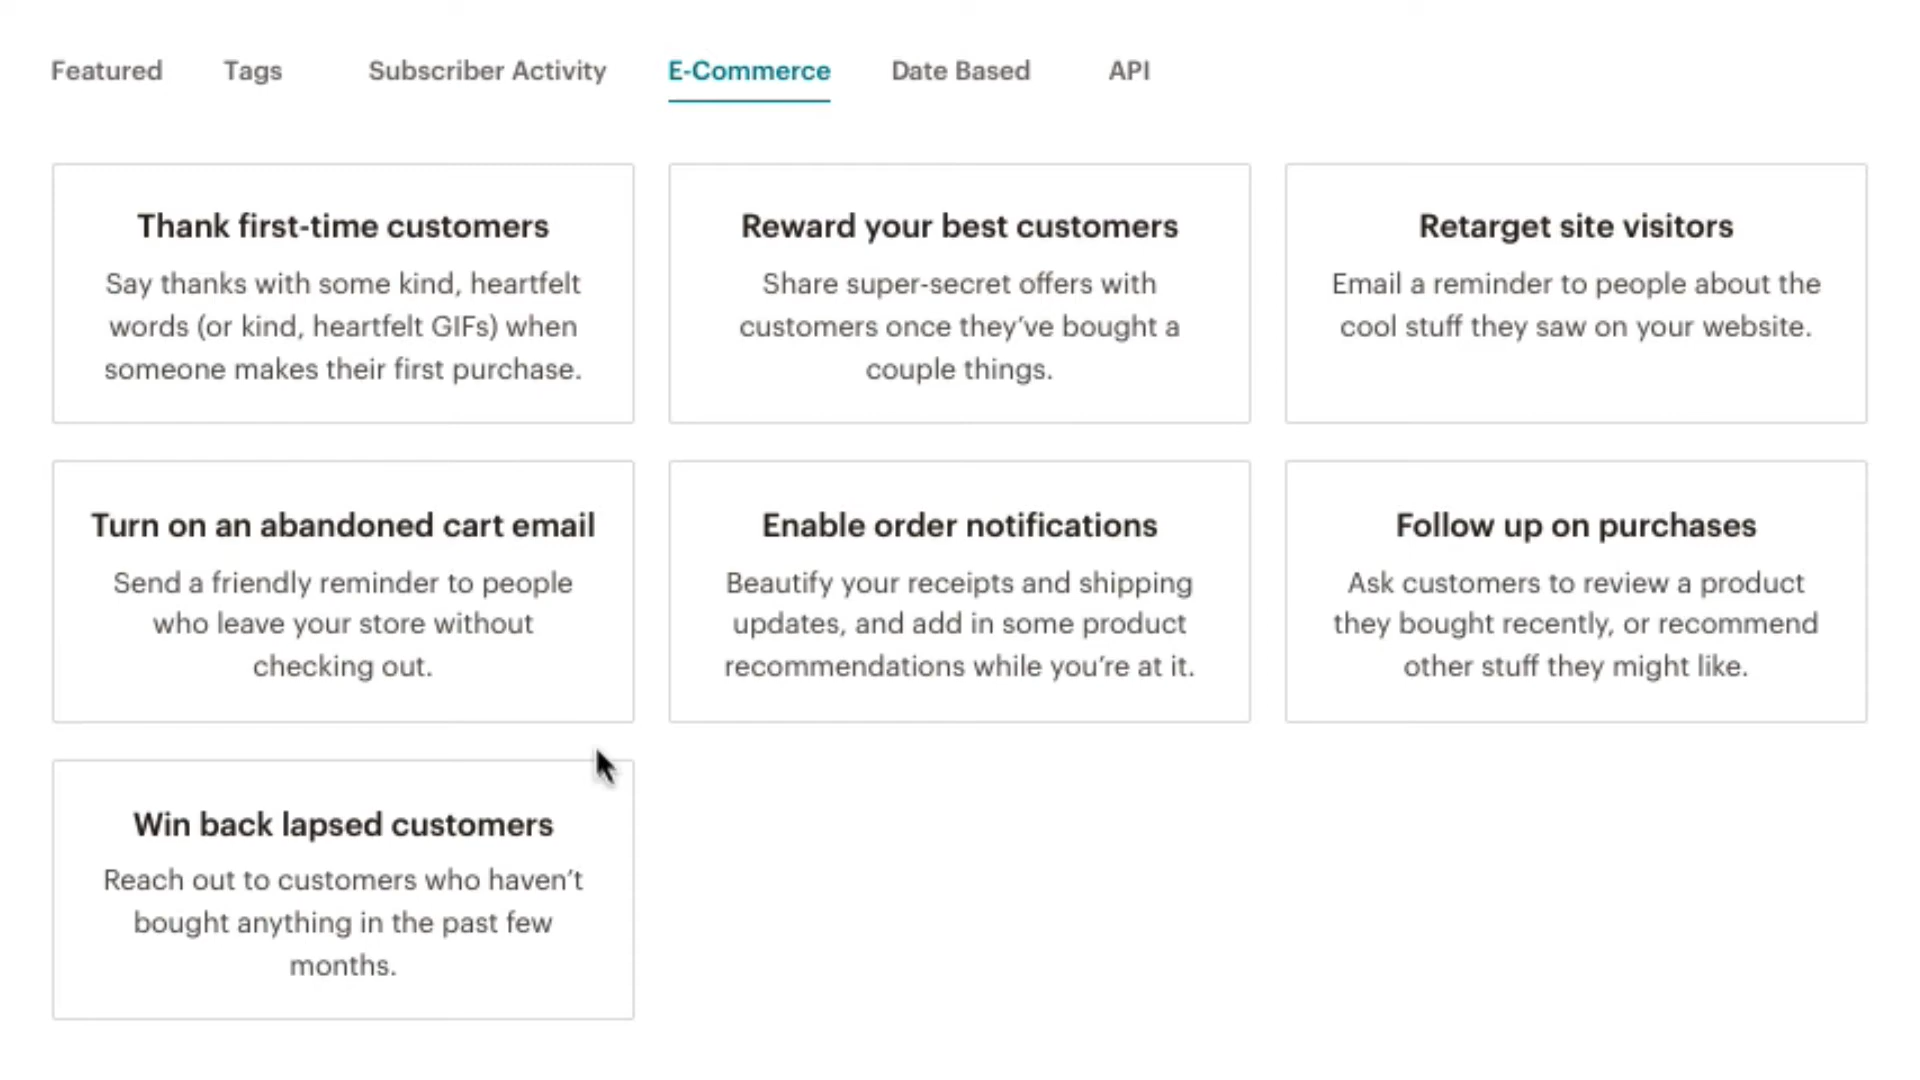 Featured Tags Subscriber Activity E-Commerce Date Based API
Thank first-time customers
Say thanks with some kind, heartfelt
words (or kind, heartfelt GIFs) when
someone makes their first purchase.
Reward your best customers
Share super-secret offers with
customers once they’ve bought a
couple things.
Retarget site visitors
Email a reminder to people about the
cool stuff they saw on your website.
Turn on an abandoned cart email
Send a friendly reminder to people
who leave your store without
checking out.
Enable order notifications
Beautify your receipts and shipping
updates, and add in some product
recommendations while you’re at it.
Follow up on purchases
Ask customers to review a product
they bought recently, or recommend
other stuff they might like.
Win back lapsed customers
Reach out to customers who haven’t
bought anything in the past few
months.